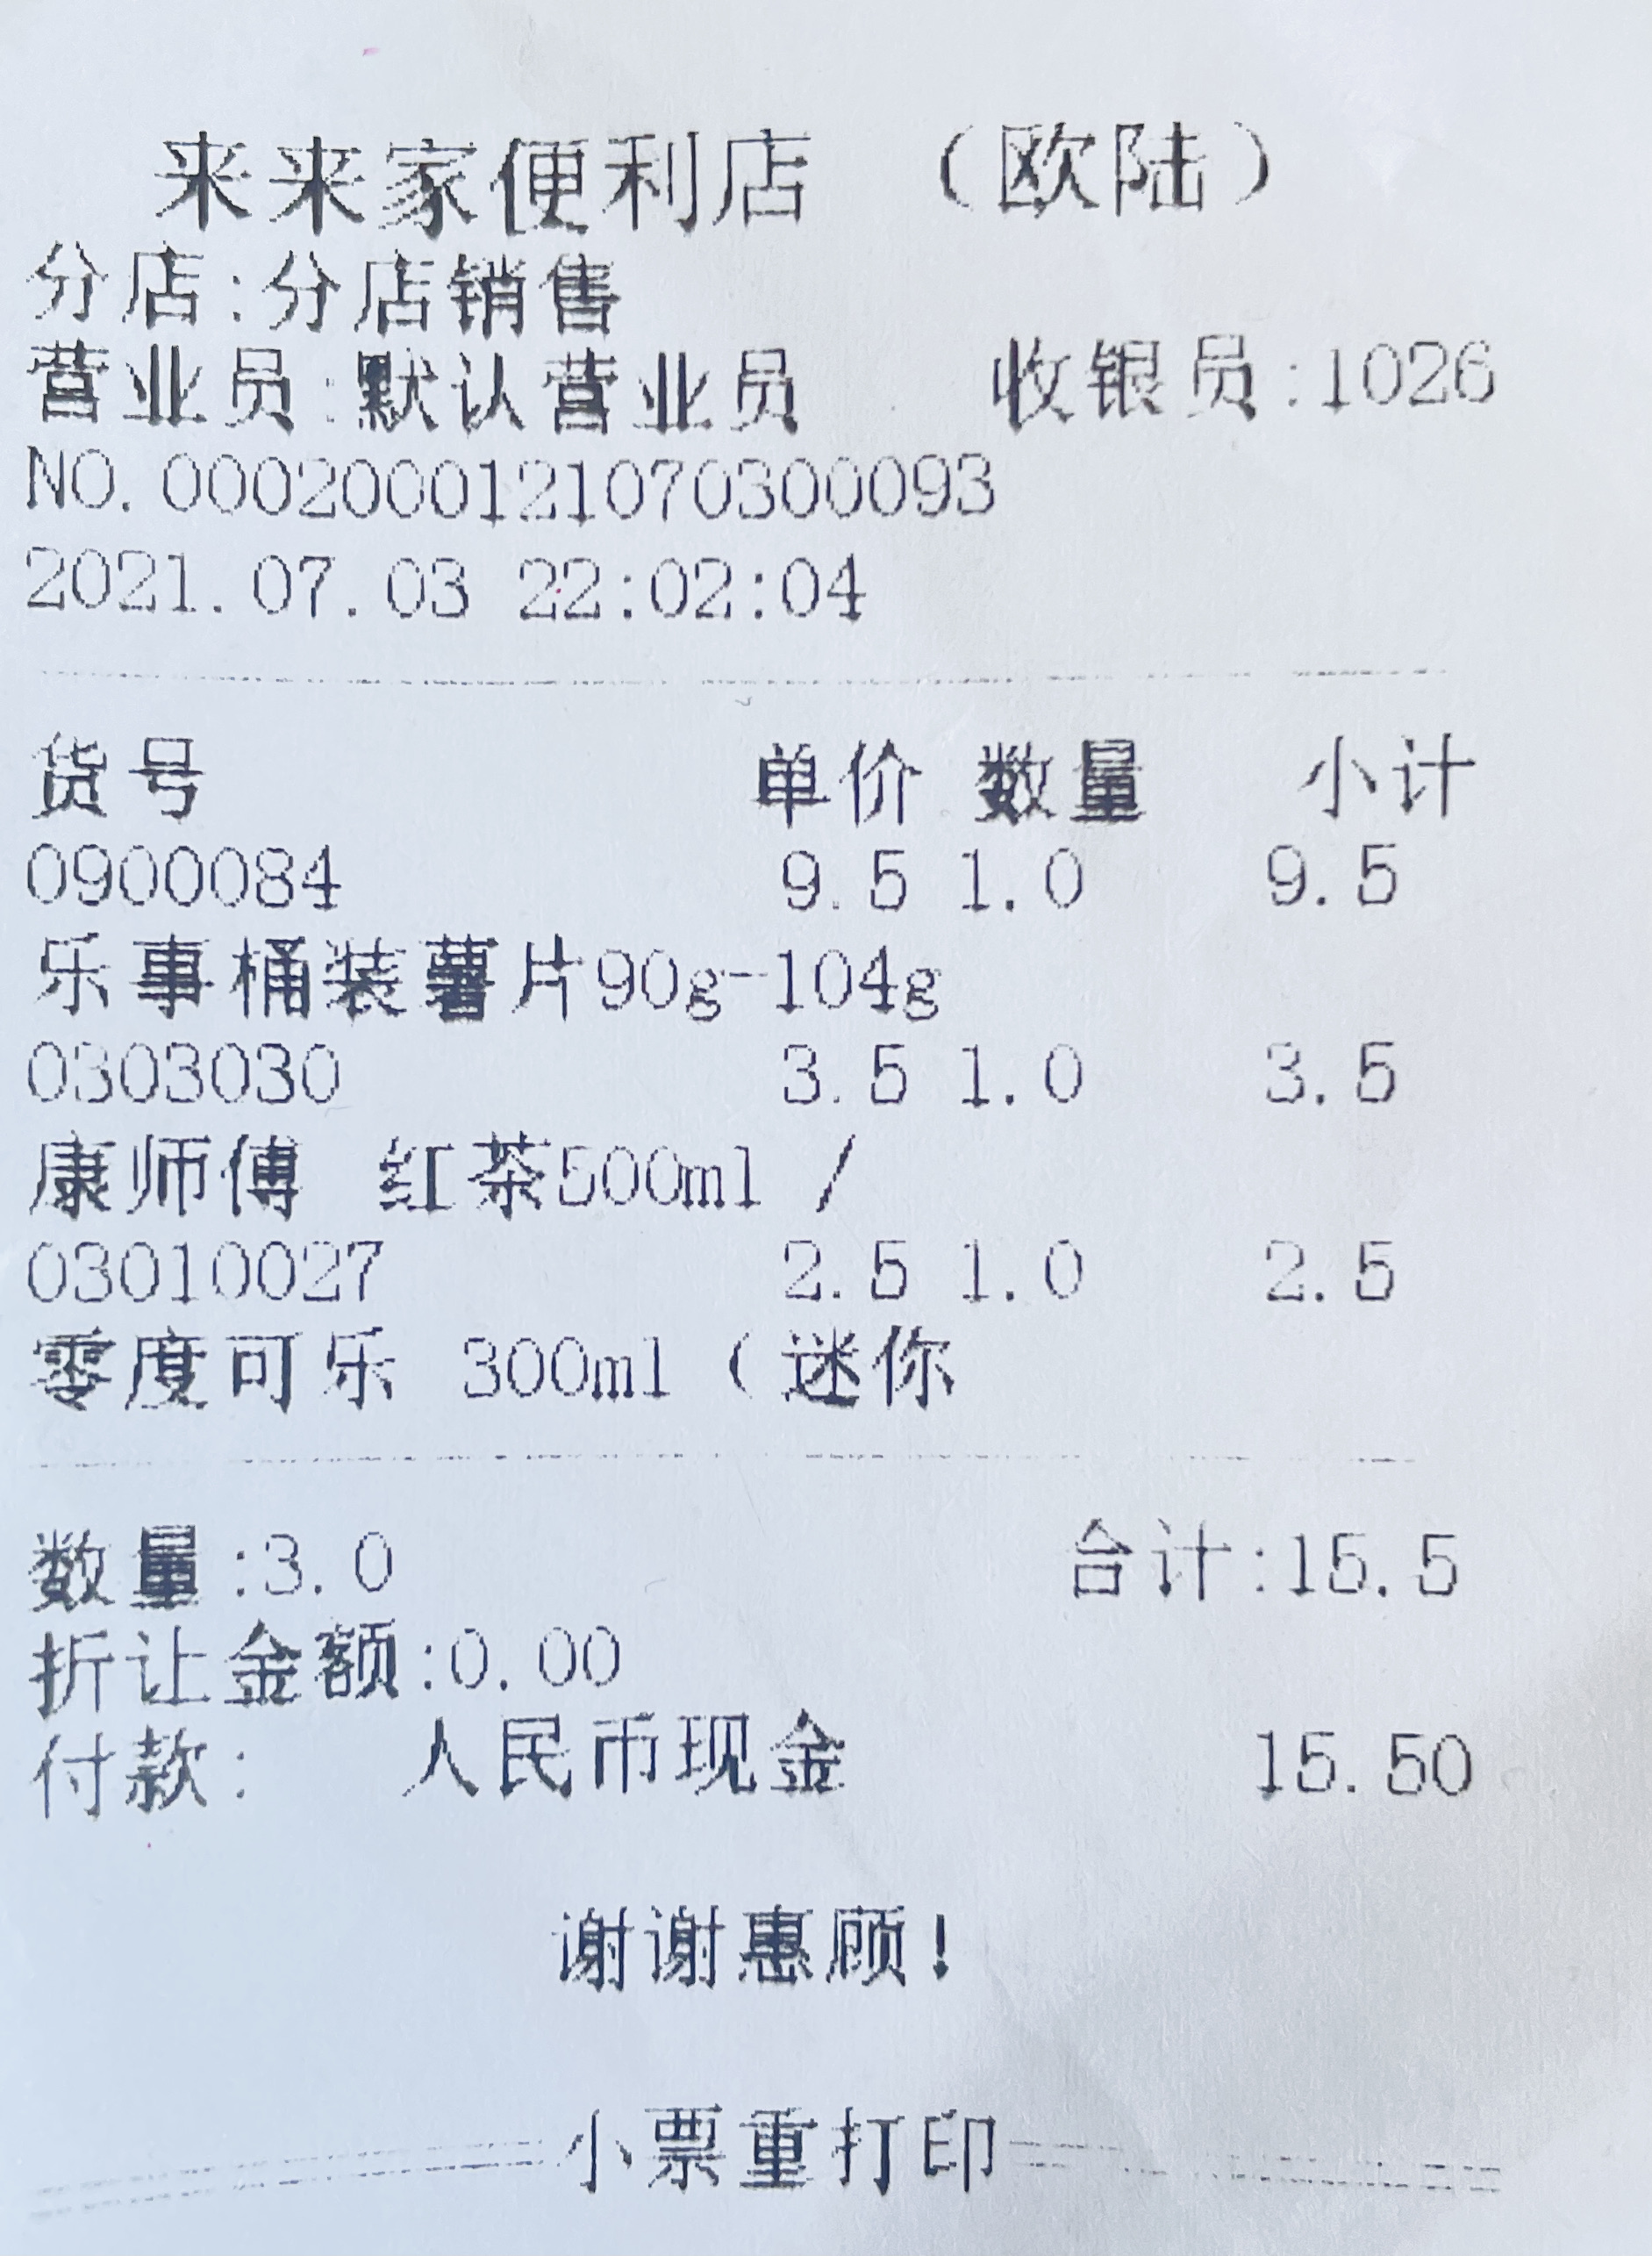 来来家便利店 （欧陆）
分店:分店销售
营业员:默认营业员 收银员:1026
NO.0002000121070300093
2021.07.03 22:02:04
货号 单价 数量 小计
0900084 9.5 1.0 9.5
乐事桶装薯片90g-104g
0303030 3.5 1.0 3.5
康师傅 红茶500ml /
03010027 2.5 1.0 2.5
零度可乐 300ml（迷你
数量:3.0 合计:15.5
折让金额:0.00
付款: 人民币现金 15.50
谢谢惠顾!
小票重打印